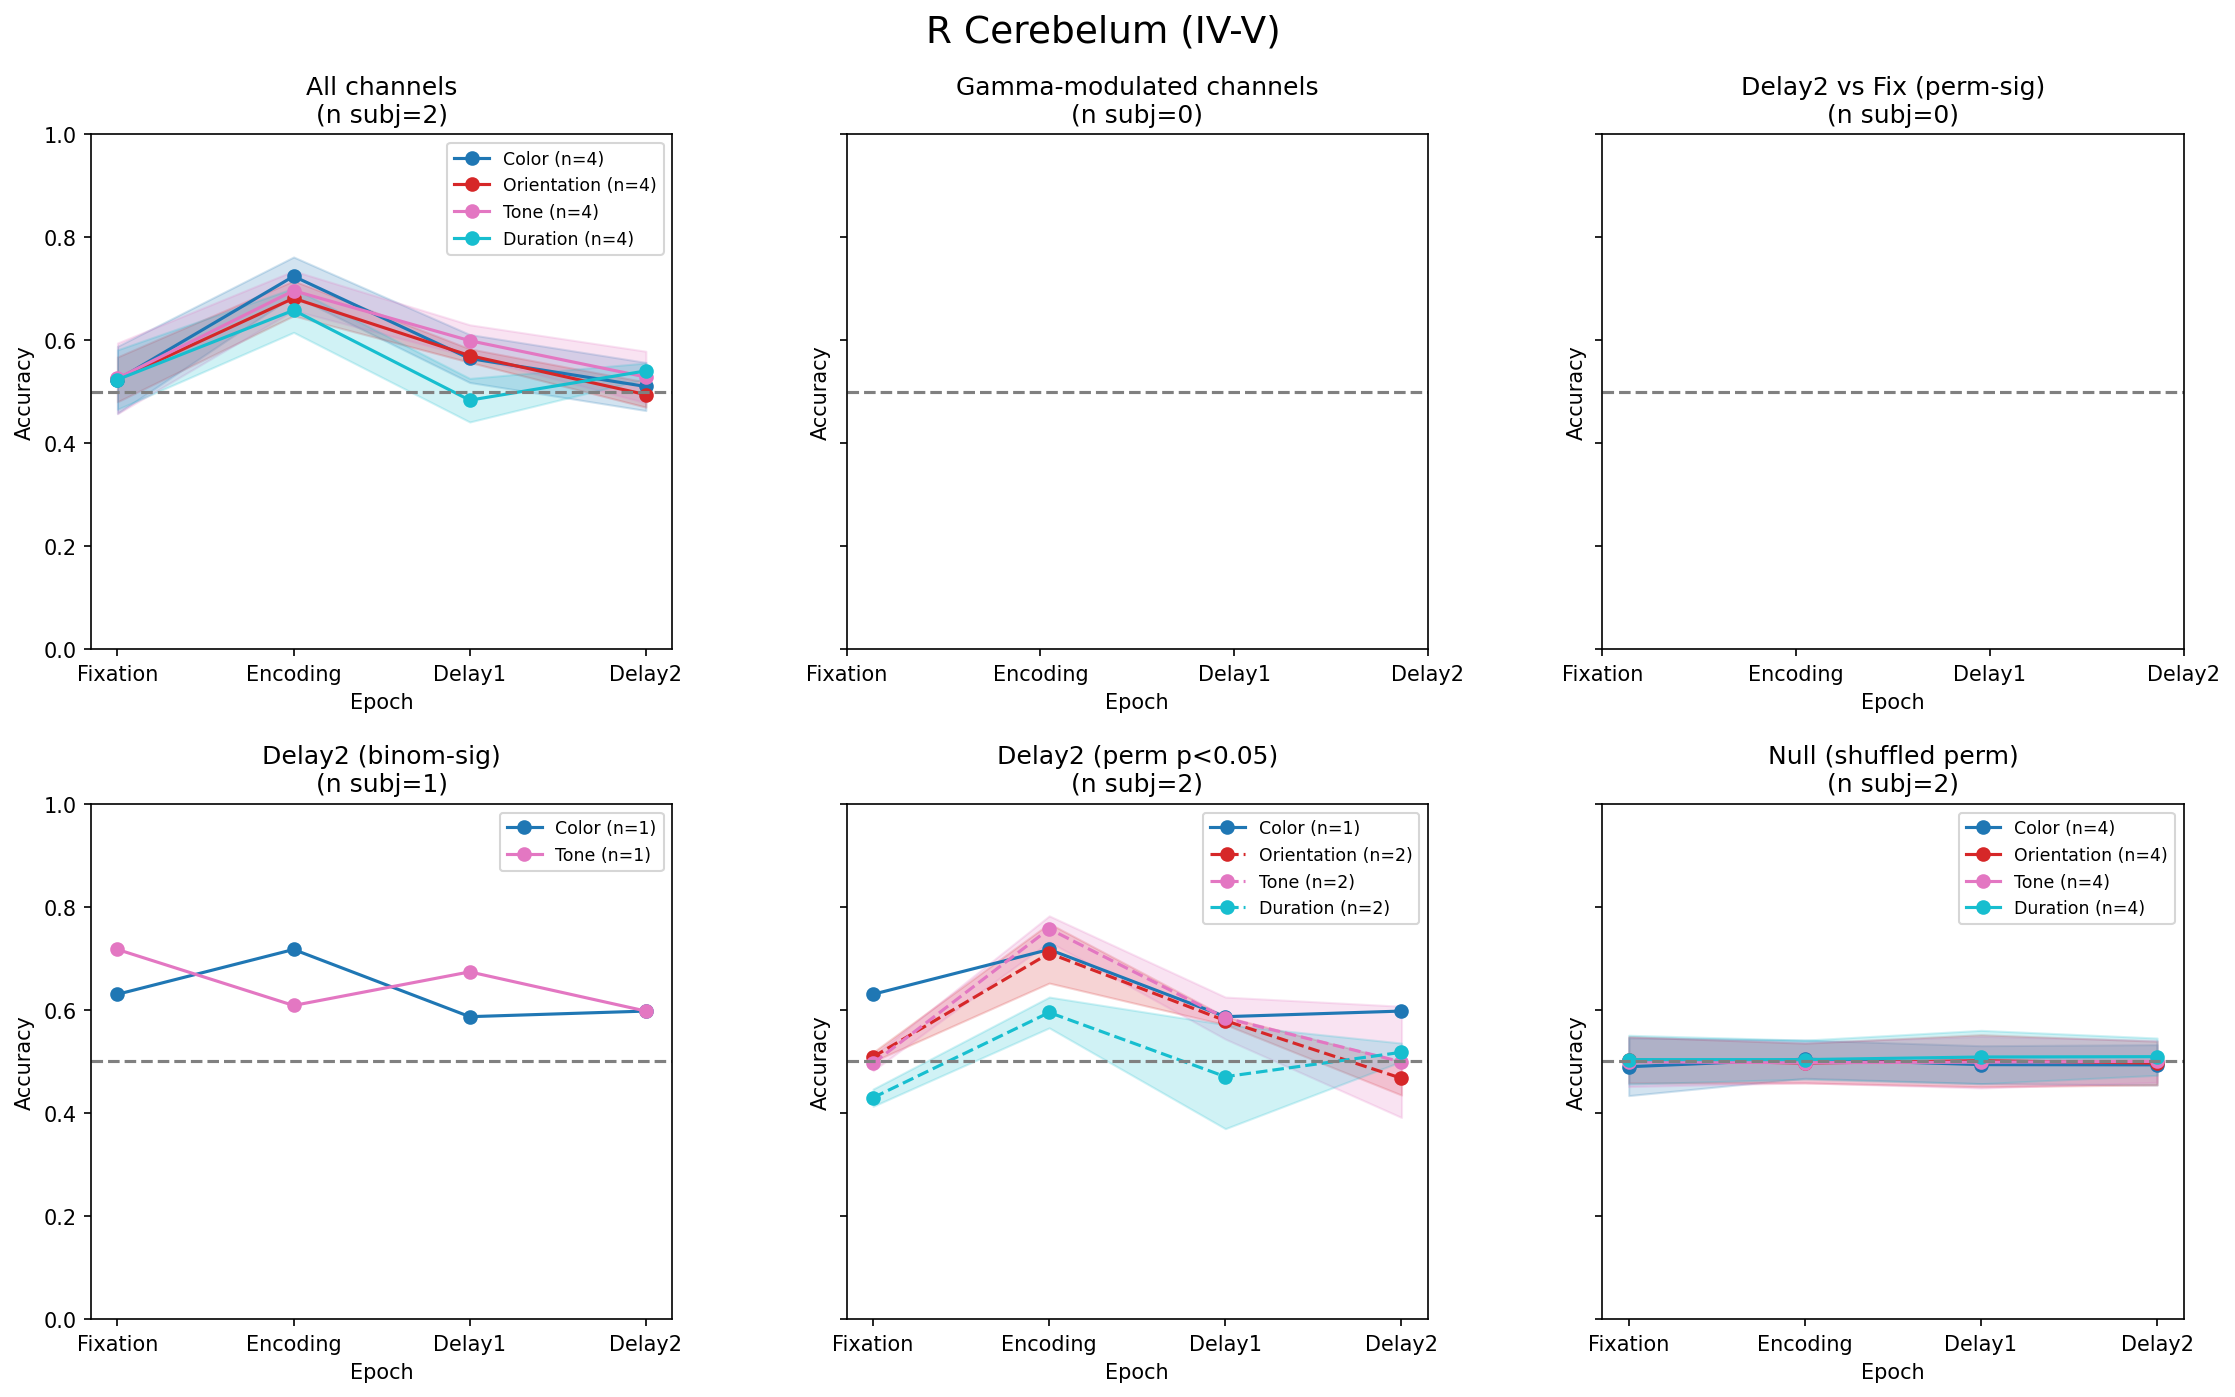 R Cerebelum (IV-V)
All channels
(n subj=2)
1.0
0.8
0.6
0.4
0.2
0.0
Accuracy
Color (n=4)
Orientation (n=4)
Tone (n=4)
Duration (n=4)
Fixation Encoding Delay1 Delay2
Epoch
Gamma-modulated channels
(n subj=0)
Accuracy
Fixation Encoding Delay1 Delay2
Epoch
Delay2 vs Fix (perm-sig)
(n subj=0)
Accuracy
Fixation Encoding Delay1 Delay2
Epoch
Delay2 (binom-sig)
(n subj=1)
1.0
0.8
0.6
0.4
0.2
0.0
Accuracy
Color (n=1)
Tone (n=1)
Fixation Encoding Delay1 Delay2
Epoch
Delay2 (perm p<0.05)
(n subj=2)
Accuracy
Color (n=1)
Orientation (n=2)
Tone (n=2)
Duration (n=2)
Fixation Encoding Delay1 Delay2
Epoch
Null (shuffled perm)
(n subj=2)
Accuracy
Color (n=4)
Orientation (n=4)
Tone (n=4)
Duration (n=4)
Fixation Encoding Delay1 Delay2
Epoch